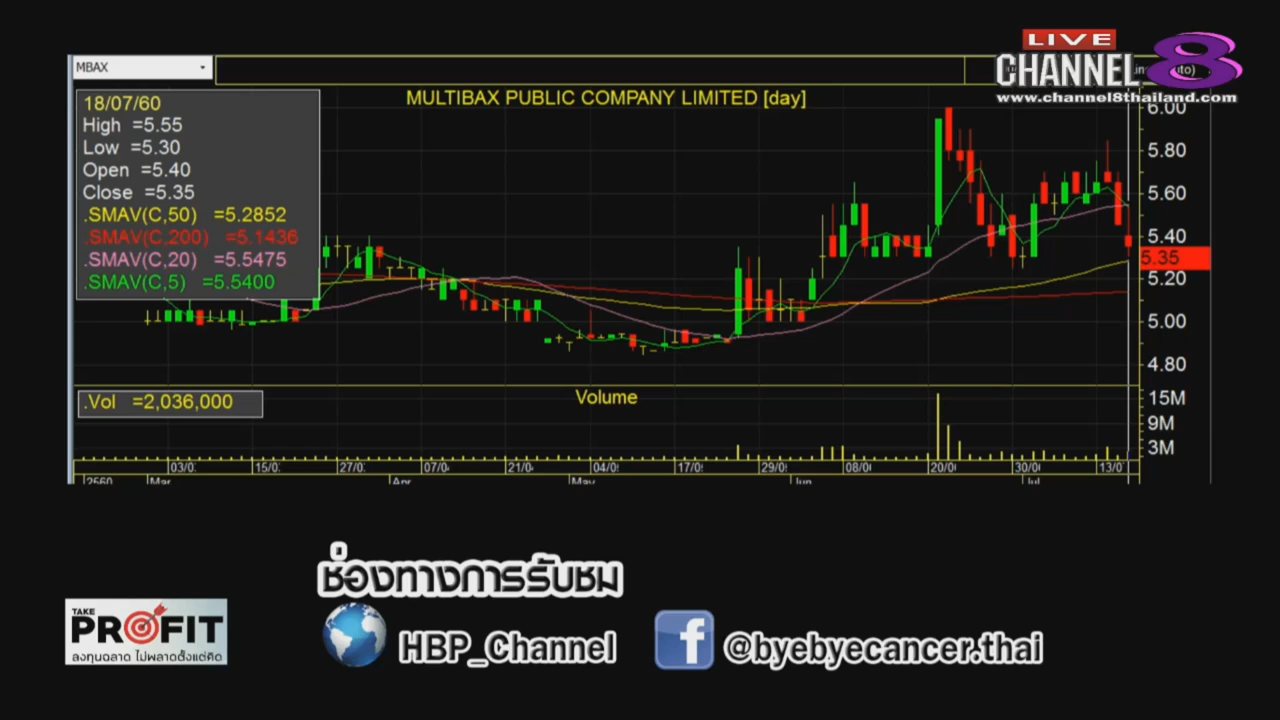 LIVE
CHANNEL 8
www.channel8thailand.com
MBAX
MULTIBAX PUBLIC COMPANY LIMITED [day]
18/07/60
High =5.55
Low =5.30
Open =5.40
Close =5.35
.SMAV(C,50) =5.2852
.SMAV(C,200) =5.1436
.SMAV(C,20) =5.5475
.SMAV(C,5) =5.5400
6.00
5.80
5.60
5.40
5.35
5.20
5.00
4.80
.Vol =2,036,000
Volume
15M
9M
3M
03/0 15/0 27/0 07/0 21/0 04/0 17/0 29/0 08/0 20/0 30/0 13/0
2560 Mar Apr May Jun Jul
ช่องทางการรับชม
TAKE
PROFIT
ลงทุนฉลาด ไม่พลาดตั้งแต่คิด
HBP_Channel
@byebyecancer.thai